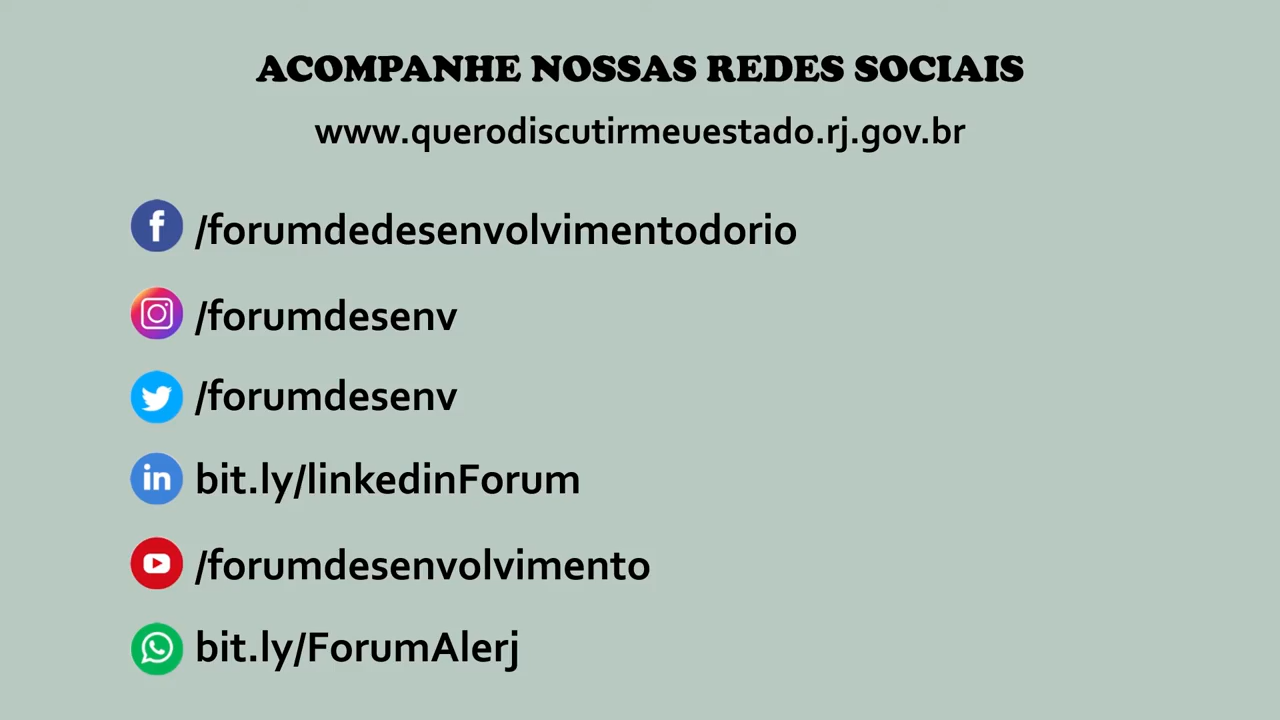 ACOMPANHE NOSSAS REDES SOCIAIS
www.querodiscutirmeuestado.rj.gov.br
/forumdedesenvolvimentodorio
/forumdesenv
/forumdesenv
bit.ly/linkedinForum
/forumdesenvolvimento
bit.ly/ForumAlerj